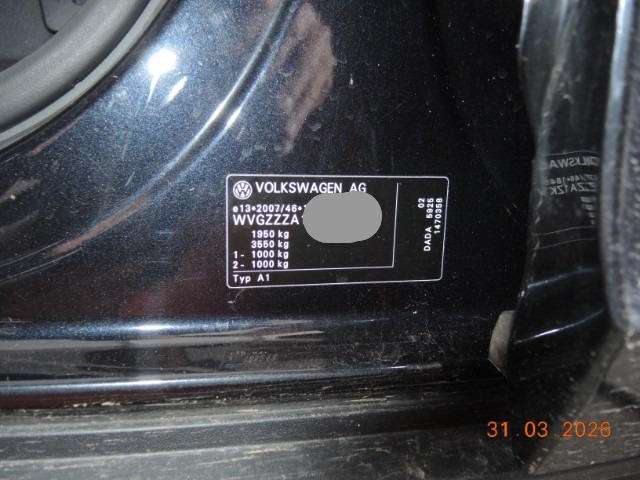 VOLKSWAGEN AG
e13*2007/46*
WVGZZZA
1950 kg
3550 kg
1- 1000 kg
2- 1000 kg
Typ A1
02
DADA 5925
1470358
31.03.2026